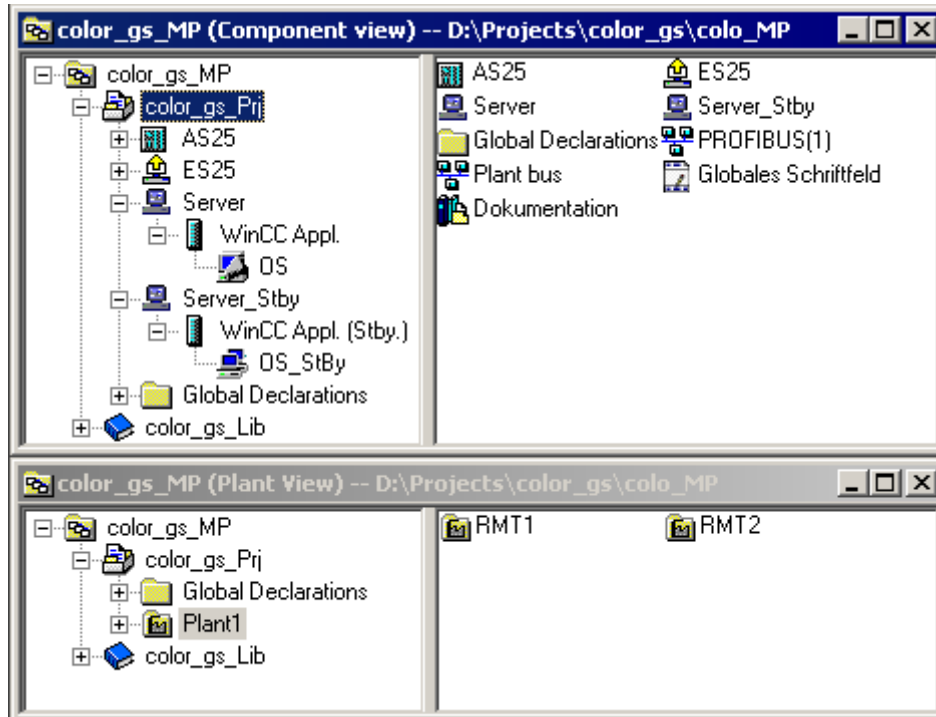 color_gs_MP (Component view) -- D:\Projects\color_gs\colo_MP
color_gs_MP
color_gs_Prj
AS25
ES25
Server
WinCC Appl.
OS
Server_Stby
WinCC Appl. (Stby.)
OS_StBy
Global Declarations
color_gs_Lib
AS25 ES25
Server Server_Stby
Global Declarations PROFIBUS(1)
Plant bus Globales Schriftfeld
Dokumentation
color_gs_MP (Plant View) -- D:\Projects\color_gs\colo_MP
color_gs_MP
color_gs_Prj
Global Declarations
Plant1
color_gs_Lib
RMT1 RMT2